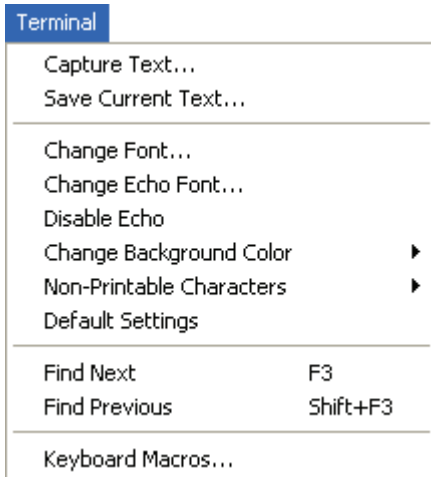 Terminal
Capture Text...
Save Current Text...
Change Font...
Change Echo Font...
Disable Echo
Change Background Color
Non-Printable Characters
Default Settings
Find Next F3
Find Previous Shift+F3
Keyboard Macros...